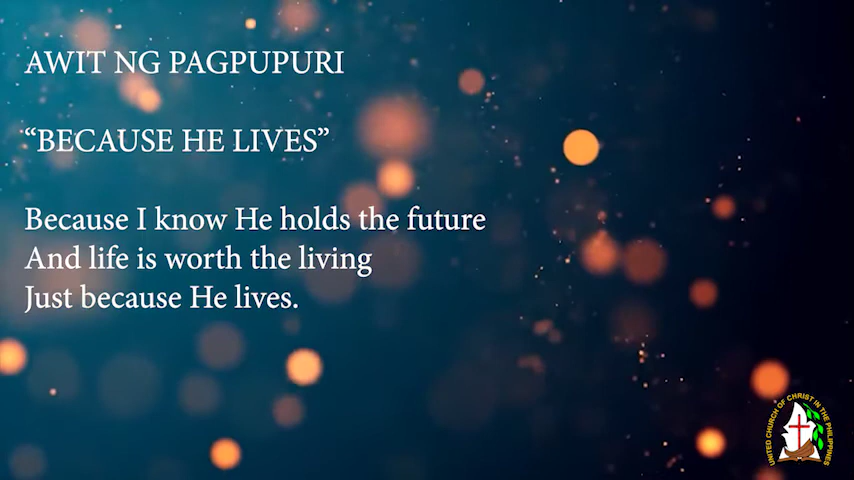 AWIT NG PAGPUPURI
“BECAUSE HE LIVES”
Because I know He holds the future
And life is worth the living
Just because He lives.
UNITED CHURCH OF CHRIST IN THE PHILIPPINES